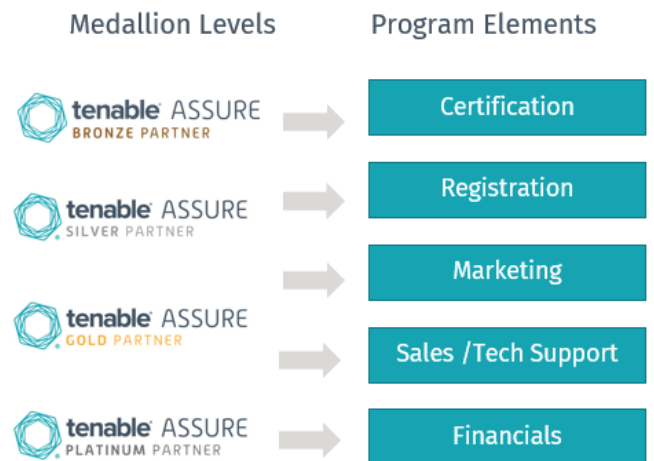 Medallion Levels
Program Elements
tenable ASSURE
BRONZE PARTNER
Certification
Registration
tenable ASSURE
SILVER PARTNER
Marketing
tenable ASSURE
GOLD PARTNER
Sales /Tech Support
tenable ASSURE
PLATINUM PARTNER
Financials